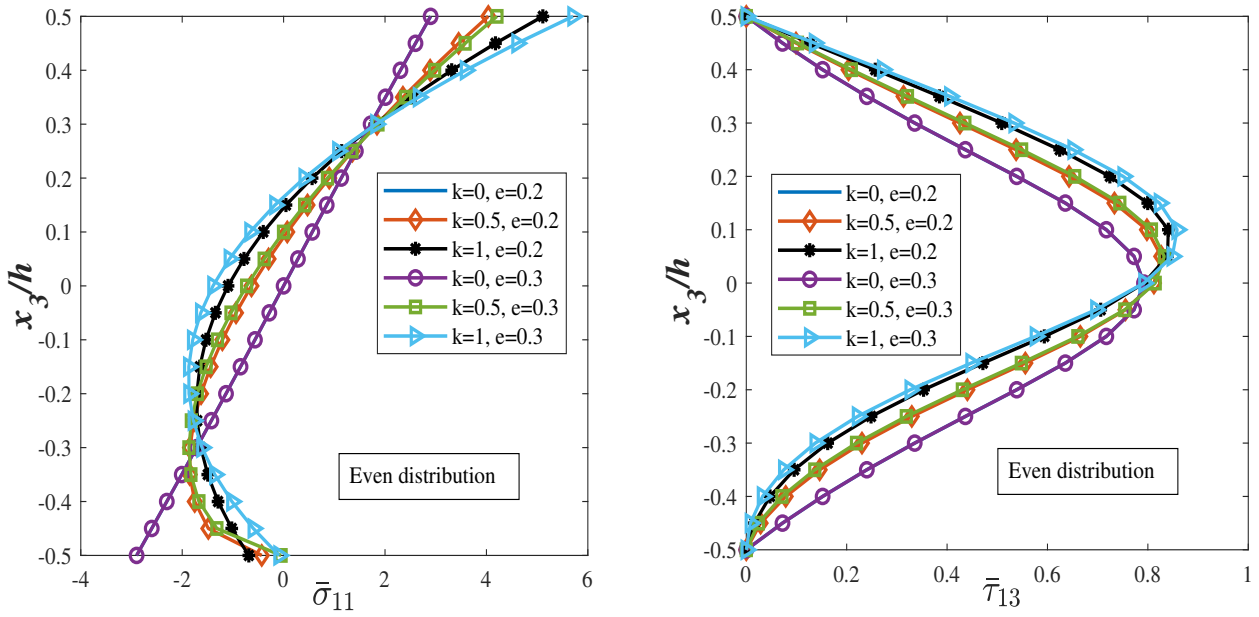 0.5
0.4
0.3
0.2
0.1
0
-0.1
-0.2
-0.3
-0.4
-0.5
x_3/h
-4
-2
0
2
4
6
σ̄_11
k=0, e=0.2
k=0.5, e=0.2
k=1, e=0.2
k=0, e=0.3
k=0.5, e=0.3
k=1, e=0.3
Even distribution
0.5
0.4
0.3
0.2
0.1
0
-0.1
-0.2
-0.3
-0.4
-0.5
x_3/h
0
0.2
0.4
0.6
0.8
1
τ̄_13
k=0, e=0.2
k=0.5, e=0.2
k=1, e=0.2
k=0, e=0.3
k=0.5, e=0.3
k=1, e=0.3
Even distribution